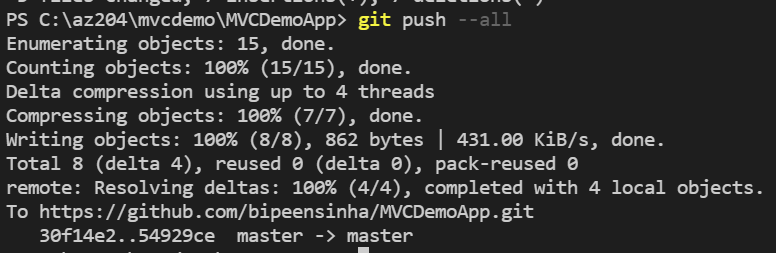 PS C:\az204\mvcdemo\MVCDemoApp> git push --all
Enumerating objects: 15, done.
Counting objects: 100% (15/15), done.
Delta compression using up to 4 threads
Compressing objects: 100% (7/7), done.
Writing objects: 100% (8/8), 862 bytes | 431.00 KiB/s, done.
Total 8 (delta 4), reused 0 (delta 0), pack-reused 0
remote: Resolving deltas: 100% (4/4), completed with 4 local objects.
To https://github.com/bipeensinha/MVCDemoApp.git
   30f14e2..54929ce  master -> master